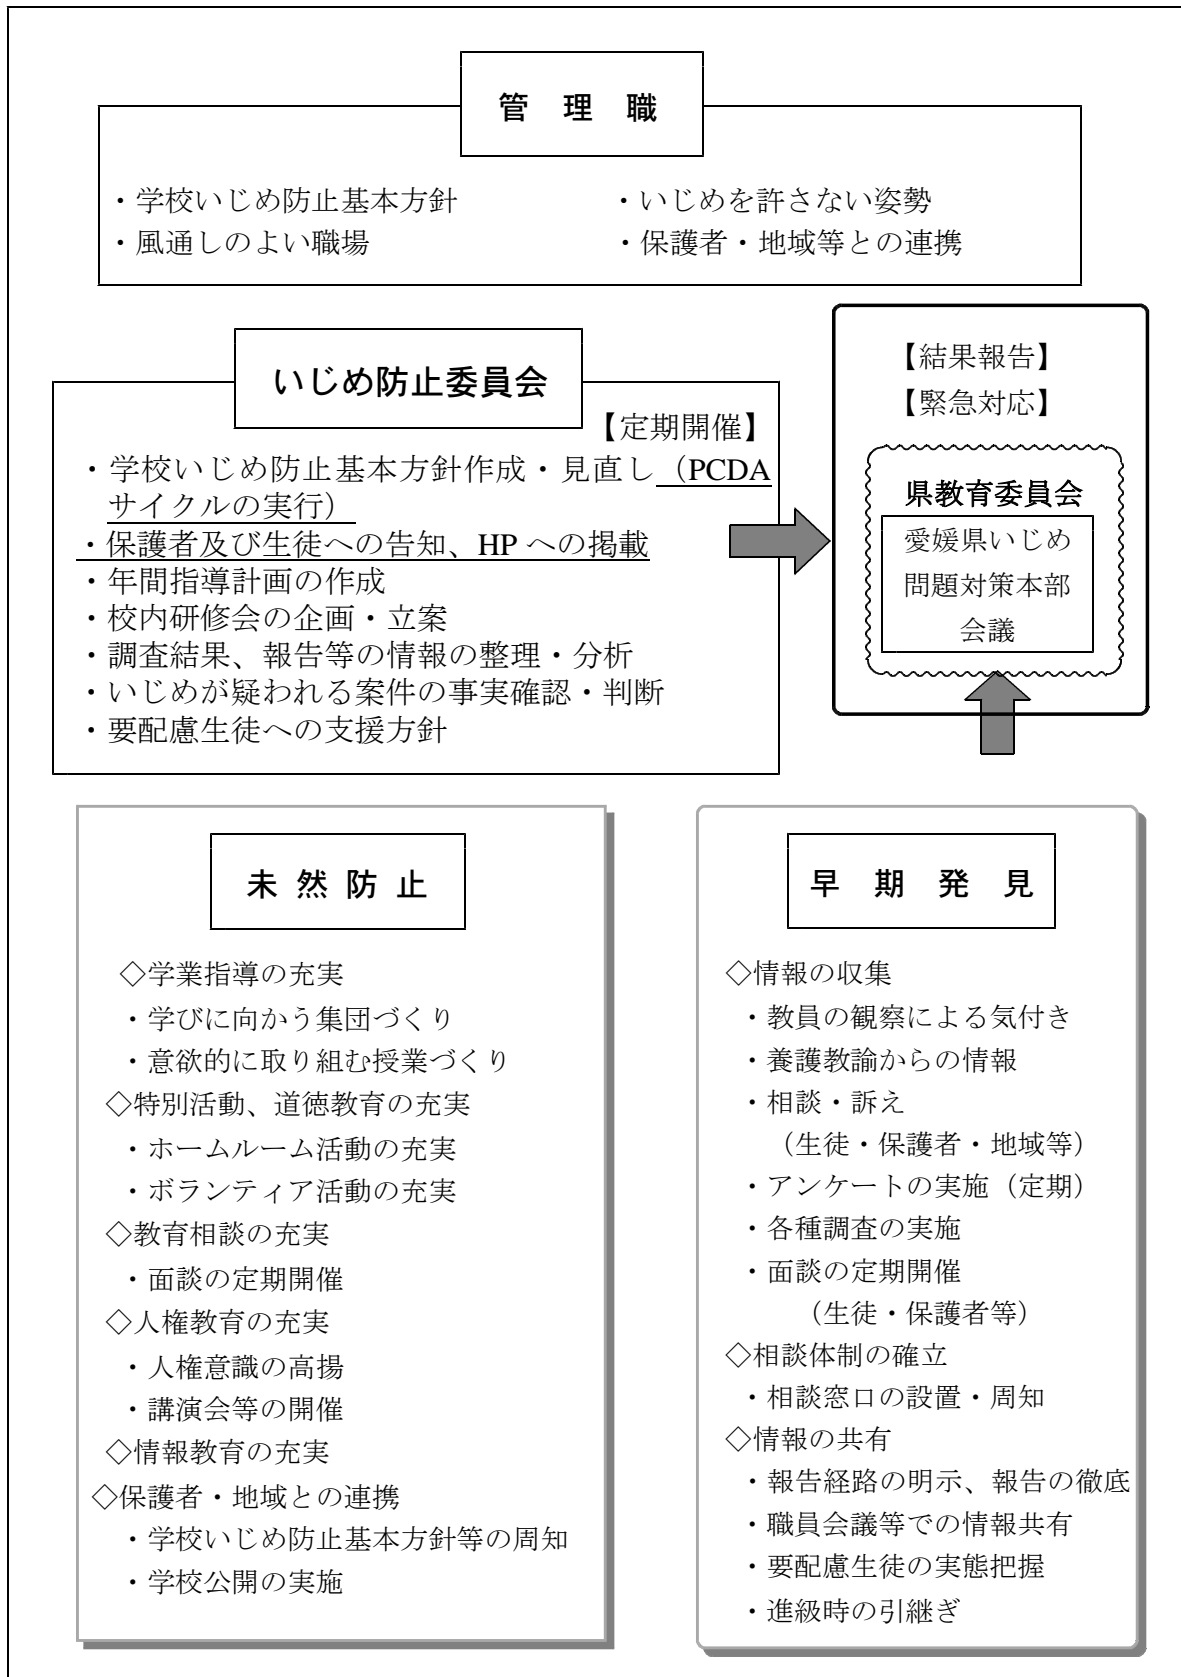 管 理 職
・学校いじめ防止基本方針
・いじめを許さない姿勢
・風通しのよい職場
・保護者・地域等との連携
いじめ防止委員会
【定期開催】
・学校いじめ防止基本方針作成・見直し（PCDA
サイクルの実行）
・保護者及び生徒への告知、HP への掲載
・年間指導計画の作成
・校内研修会の企画・立案
・調査結果、報告等の情報の整理・分析
・いじめが疑われる案件の事実確認・判断
・要配慮生徒への支援方針
【結果報告】
【緊急対応】
県教育委員会
愛媛県いじめ
問題対策本部
会議
未 然 防 止
◇学業指導の充実
・学びに向かう集団づくり
・意欲的に取り組む授業づくり
◇特別活動、道徳教育の充実
・ホームルーム活動の充実
・ボランティア活動の充実
◇教育相談の充実
・面談の定期開催
◇人権教育の充実
・人権意識の高揚
・講演会等の開催
◇情報教育の充実
◇保護者・地域との連携
・学校いじめ防止基本方針等の周知
・学校公開の実施
早 期 発 見
◇情報の収集
・教員の観察による気付き
・養護教諭からの情報
・相談・訴え
（生徒・保護者・地域等）
・アンケートの実施（定期）
・各種調査の実施
・面談の定期開催
（生徒・保護者等）
◇相談体制の確立
・相談窓口の設置・周知
◇情報の共有
・報告経路の明示、報告の徹底
・職員会議等での情報共有
・要配慮生徒の実態把握
・進級時の引継ぎ